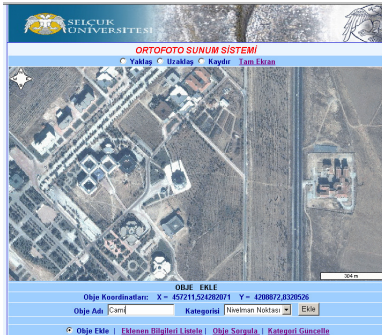 SELÇUK
ÜNİVERSİTESİ
ORTOFOTO SUNUM SİSTEMİ
Yaklaş Uzaklaş Kaydır Tam Ekran
304 m
OBJE EKLE
Obje Koordinatları: X = 457211,524282071 Y = 4208872,8320526
Obje Adı Cami Kategorisi Nivelman Noktası Ekle
Obje Ekle | Eklenen Bilgileri Listele | Obje Sorgula | Kategori Güncelle